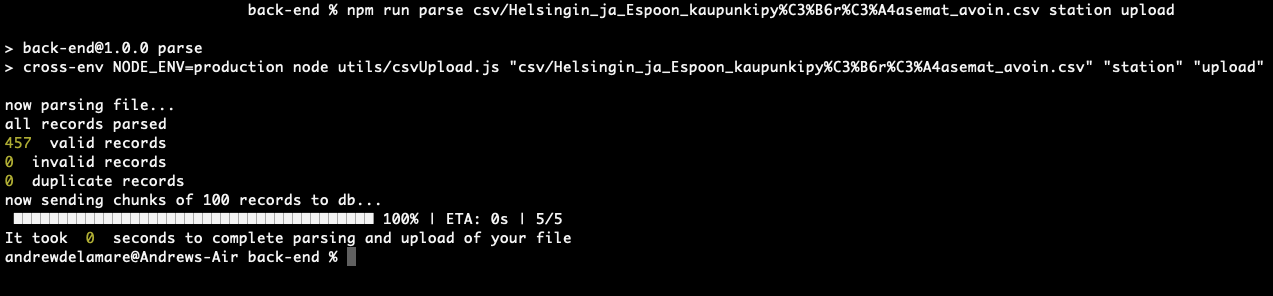 back-end % npm run parse csv/Helsingin_ja_Espoon_kaupunkipy%C3%B6r%C3%A4asemat_avoin.csv station upload
> back-end@1.0.0 parse
> cross-env NODE_ENV=production node utils/csvUpload.js "csv/Helsingin_ja_Espoon_kaupunkipy%C3%B6r%C3%A4asemat_avoin.csv" "station" "upload"
now parsing file...
all records parsed
457  valid records
0  invalid records
0  duplicate records
now sending chunks of 100 records to db...
100% | ETA: 0s | 5/5
It took  0  seconds to complete parsing and upload of your file
andrewdelamare@Andrews-Air back-end %